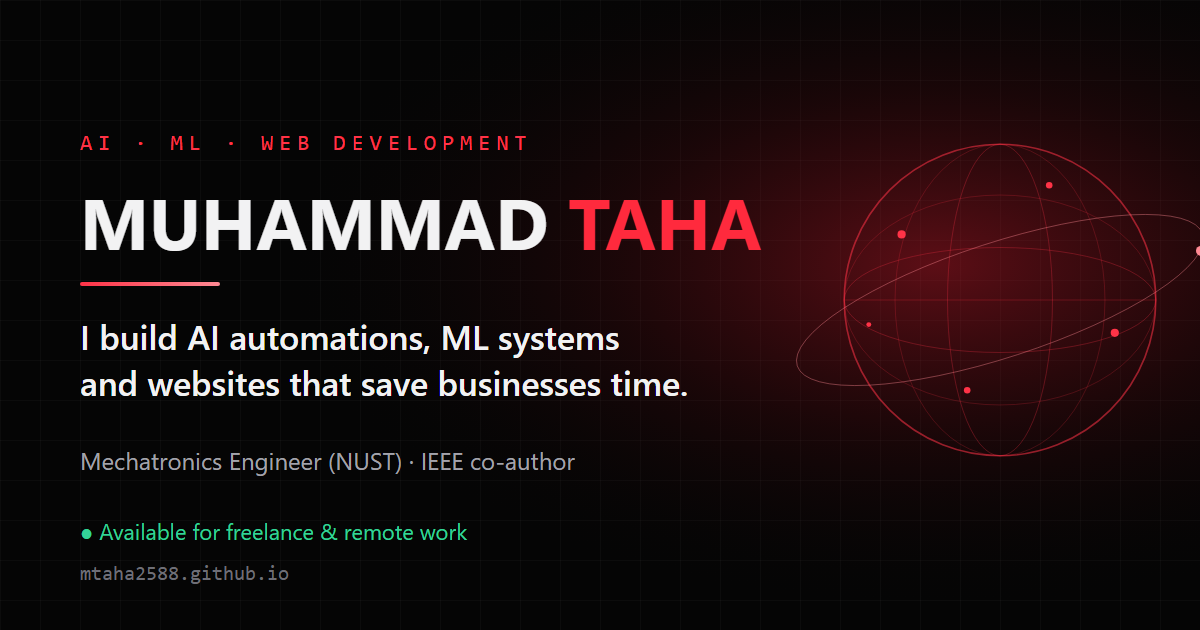 AI · ML · WEB DEVELOPMENT
MUHAMMAD TAHA
I build AI automations, ML systems
and websites that save businesses time.
Mechatronics Engineer (NUST) · IEEE co-author
● Available for freelance & remote work
mtaha2588.github.io